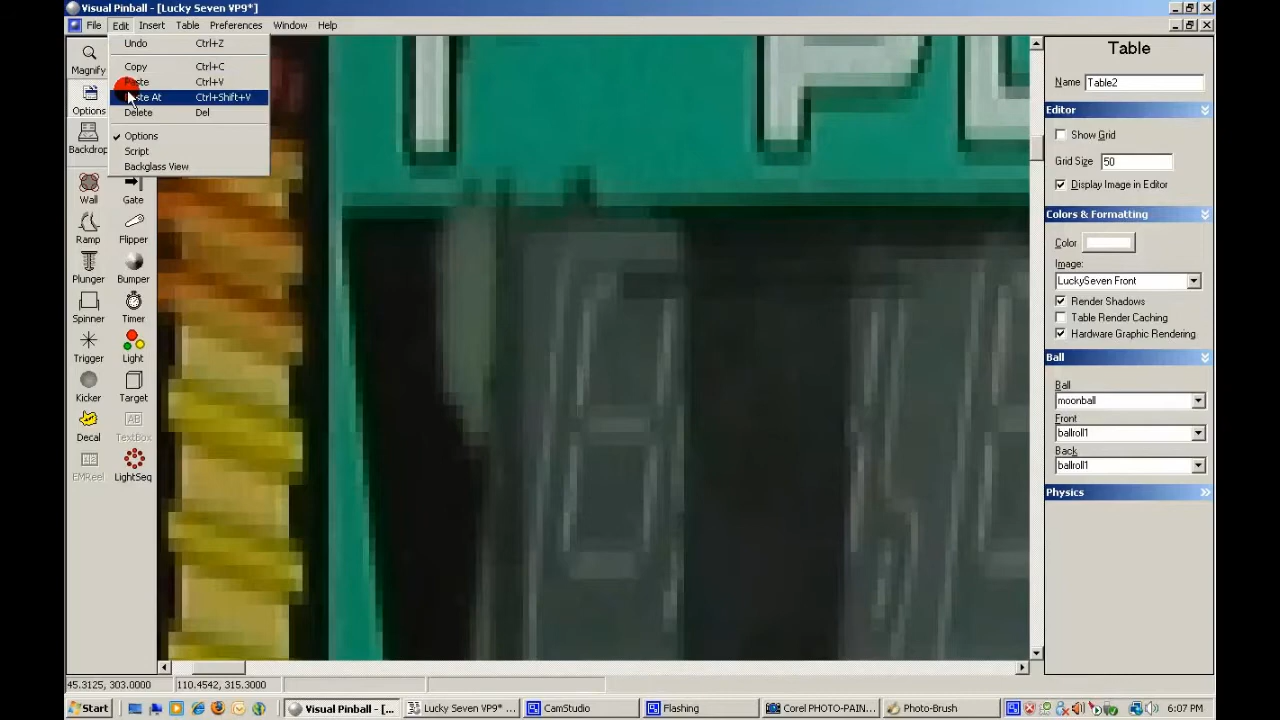 Visual Pinball - [Lucky Seven VP9*]
File Edit Insert Table Preferences Window Help
Magnify
Options
Backdrop
Wall Gate
Ramp Flipper
Plunger Bumper
Spinner Timer
Trigger Light
Kicker Target
Decal TextBox
EMReel LightSeq
Undo Ctrl+Z
Copy Ctrl+C
Paste Ctrl+V
At Ctrl+Shift+V
Delete Del
Options
Script
Backglass View
Table
Name Table2
Editor
Show Grid
Grid Size 50
Display Image in Editor
Colors & Formatting
Color
Image:
LuckySeven Front
Render Shadows
Table Render Caching
Hardware Graphic Rendering
Ball
Ball
moonball
Front
ballroll1
Back
ballroll1
Physics
45.3125, 303.0000 110.4542, 315.3000
Start Visual Pinball - [... Lucky Seven VP9* ... CamStudio Flashing Corel PHOTO-PAIN... Photo-Brush 6:07 PM